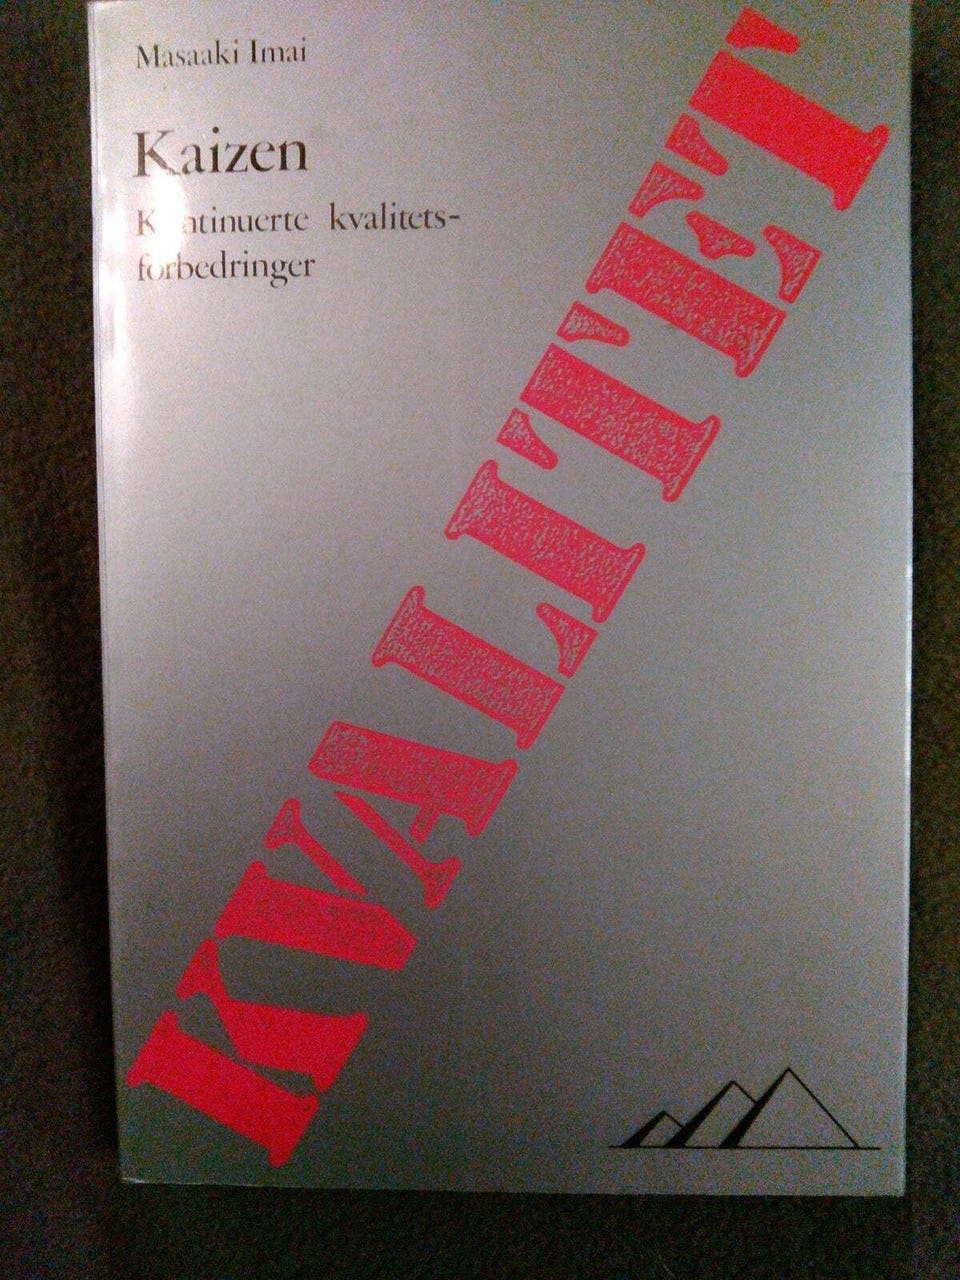 Masaaki Imai
Kaizen
Kontinuerte kvalitets-
forbedringer
KVALITET